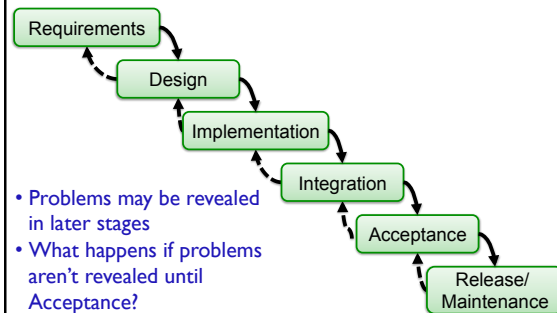 Requirements
Design
Implementation
Integration
Acceptance
Release/
Maintenance
• Problems may be revealed
in later stages
• What happens if problems
aren't revealed until
Acceptance?